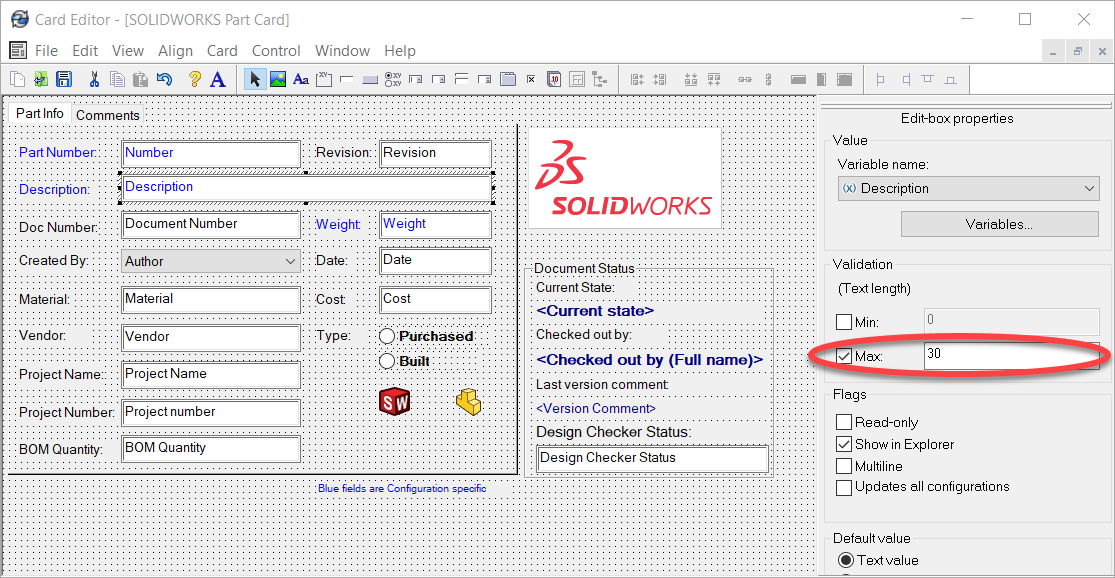 Card Editor - [SOLIDWORKS Part Card]
File Edit View Align Card Control Window Help
Part Info Comments
Part Number: Number Revision: Revision
Description: Description
Doc Number: Document Number Weight: Weight
Created By: Author Date: Date
Material: Material Cost: Cost
Vendor: Vendor Type: Purchased
Built
Project Name: Project Name
Project Number: Project number
BOM Quantity: BOM Quantity
Blue fields are Configuration specific
SW
SOLIDWORKS
Document Status
Current State:
<Current state>
Checked out by:
<Checked out by (Full name)>
Last version comment:
<Version Comment>
Design Checker Status:
Design Checker Status
Edit-box properties
Value
Variable name:
(x) Description
Variables...
Validation
(Text length)
Min: 0
Max: 30
Flags
Read-only
Show in Explorer
Multiline
Updates all configurations
Default value
Text value